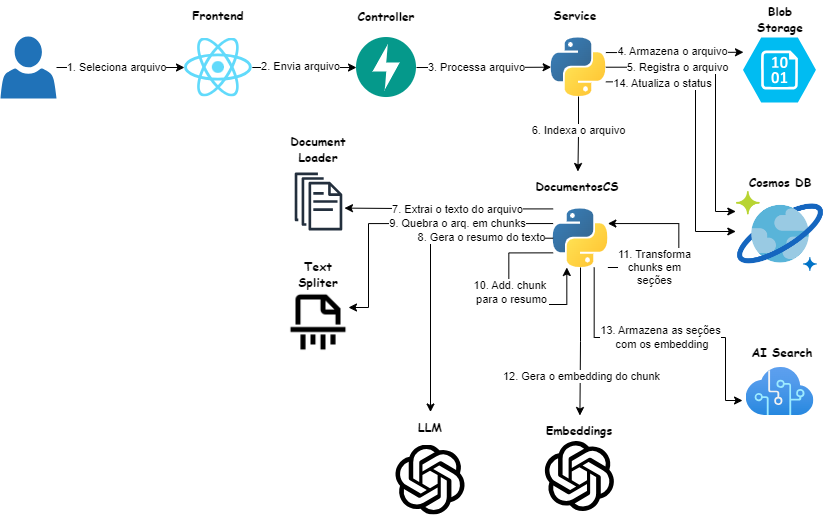 Frontend
Controller
Service
Blob
Storage
1. Seleciona arquivo
2. Envia arquivo
3. Processa arquivo
4. Armazena o arquivo
5. Registra o arquivo
14. Atualiza o status
10
01
6. Indexa o arquivo
Document
Loader
DocumentosCS
Cosmos DB
7. Extrai o texto do arquivo
9. Quebra o arq. em chunks
8. Gera o resumo do texto
11. Transforma
chunks em
seções
Text
Spliter
10. Add. chunk
para o resumo
13. Armazena as seções
com os embedding
AI Search
12. Gera o embedding do chunk
LLM
Embeddings